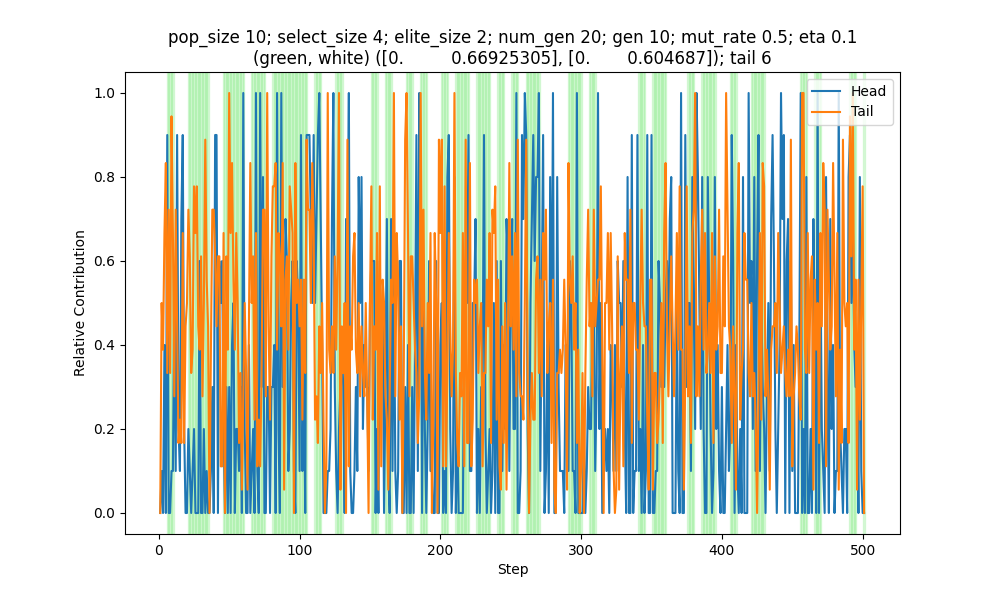 pop_size 10; select_size 4; elite_size 2; num_gen 20; gen 10; mut_rate 0.5; eta 0.1
(green, white) ([0.         0.66925305], [0.       0.604687]); tail 6
Head
Tail
1.0
0.8
0.6
0.4
0.2
0.0
Relative Contribution
0
100
200
300
400
500
Step